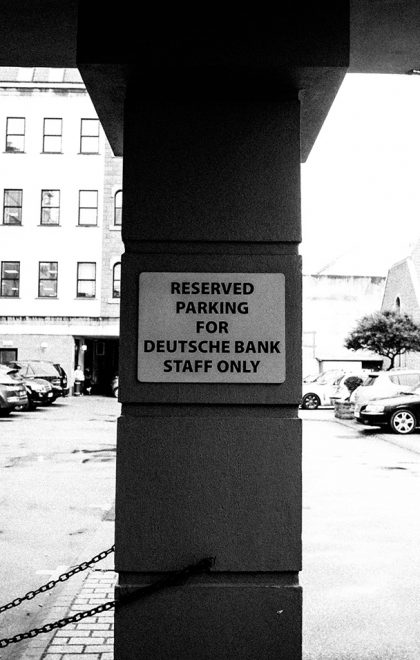 RESERVED
PARKING
FOR
DEUTSCHE BANK
STAFF ONLY